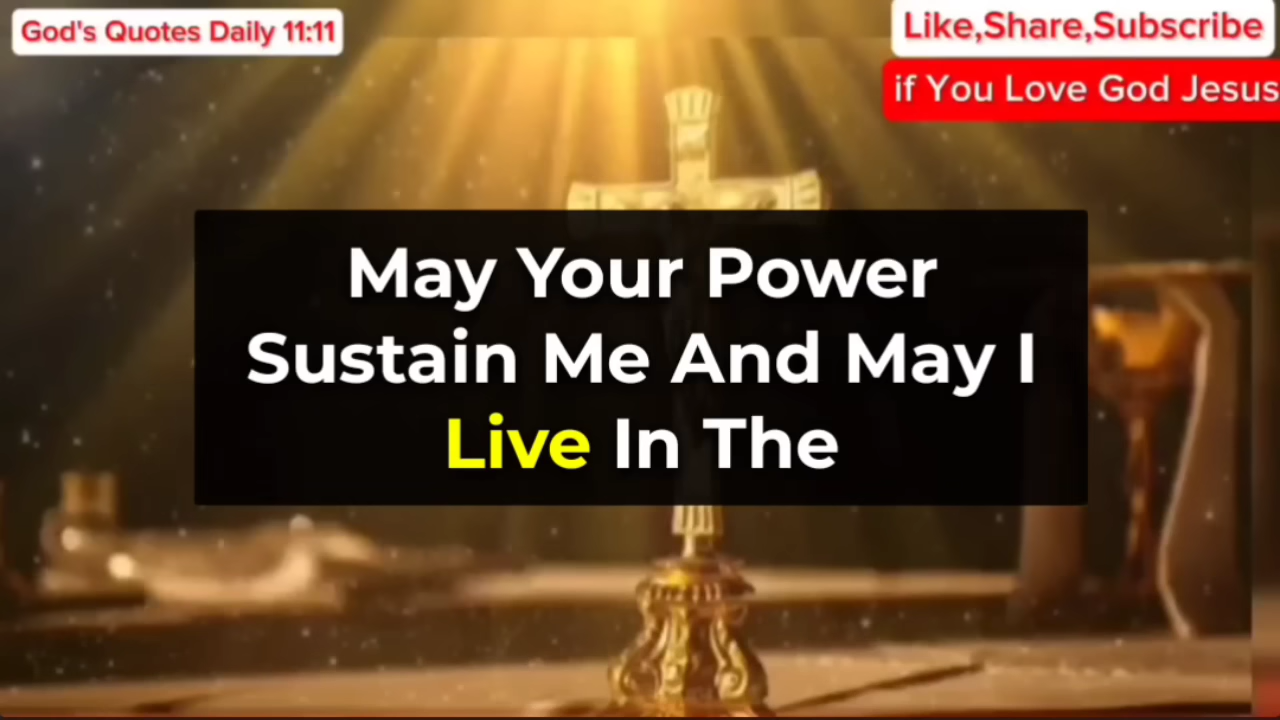 God's Quotes Daily 11:11
Like,Share,Subscribe
if You Love God Jesus
May Your Power
Sustain Me And May I
Live In The